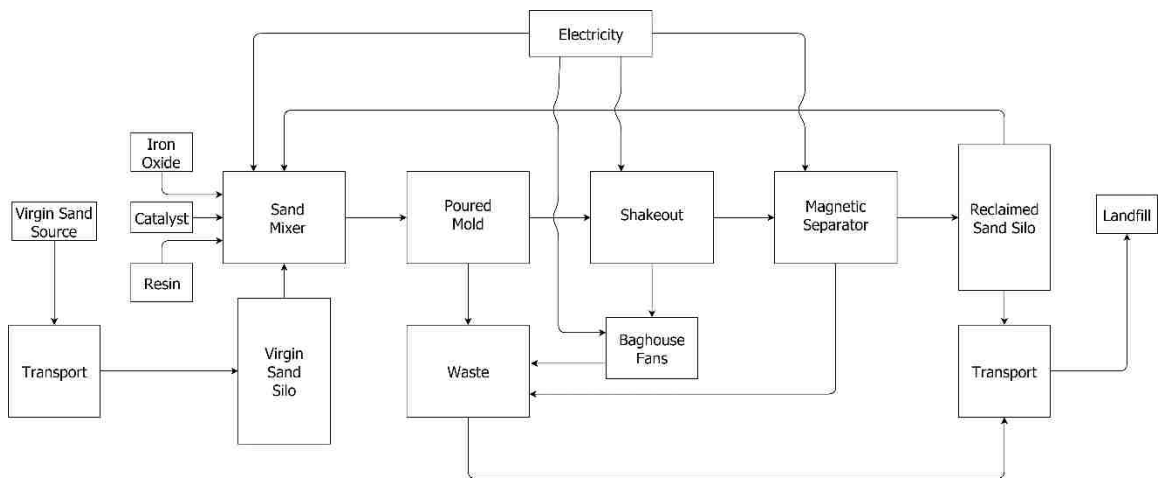 Electricity
Iron
Oxide
Virgin Sand
Source
Catalyst
Resin
Sand
Mixer
Poured
Mold
Shakeout
Magnetic
Separator
Reclaimed
Sand Silo
Landfill
Transport
Virgin
Sand
Silo
Waste
Baghouse
Fans
Transport